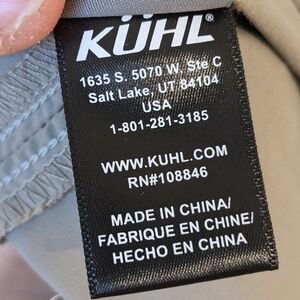 KÜHL®
1635 S. 5070 W. Ste C
Salt Lake, UT 84104
USA
1-801-281-3185
WWW.KUHL.COM
RN#108846
MADE IN CHINA/
FABRIQUE EN CHINE/
HECHO EN CHINA